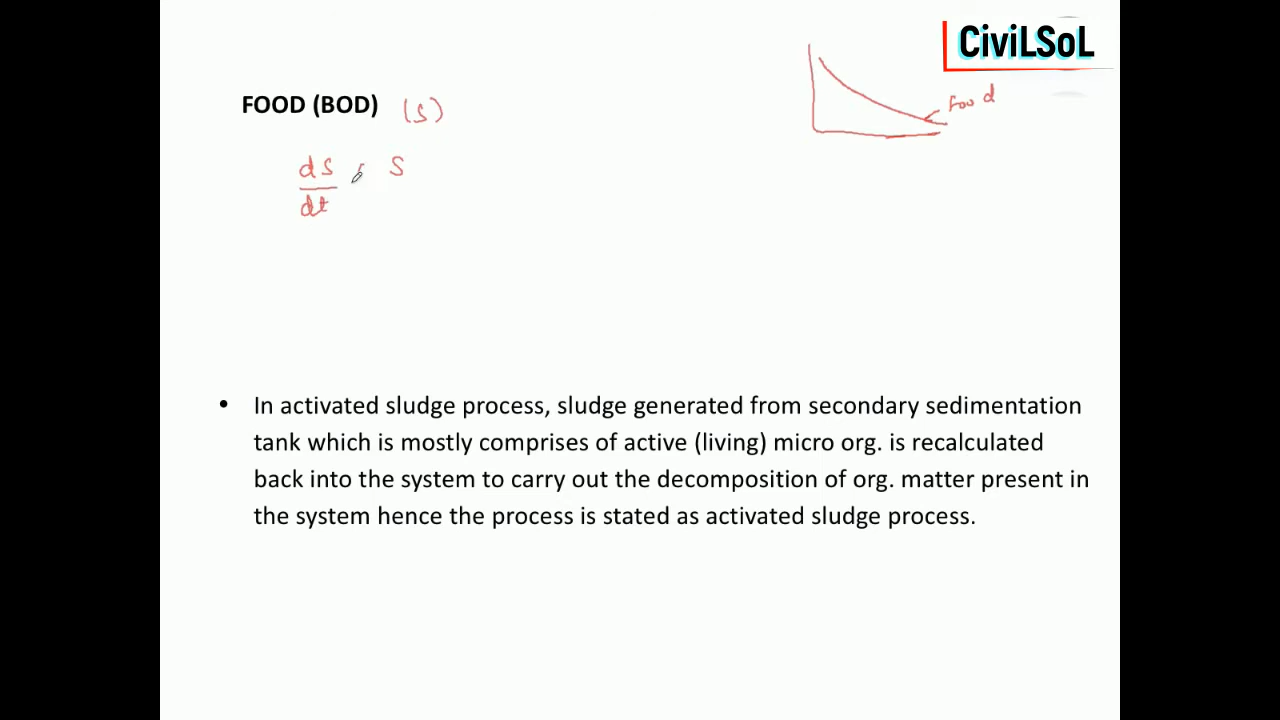 CiviLSoL
FOOD (BOD) (S)
Food
dS S
dt
• In activated sludge process, sludge generated from secondary sedimentation
tank which is mostly comprises of active (living) micro org. is recalculated
back into the system to carry out the decomposition of org. matter present in
the system hence the process is stated as activated sludge process.